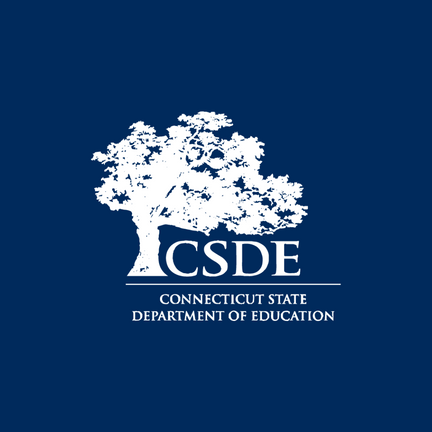 CSDE
CONNECTICUT STATE
DEPARTMENT OF EDUCATION